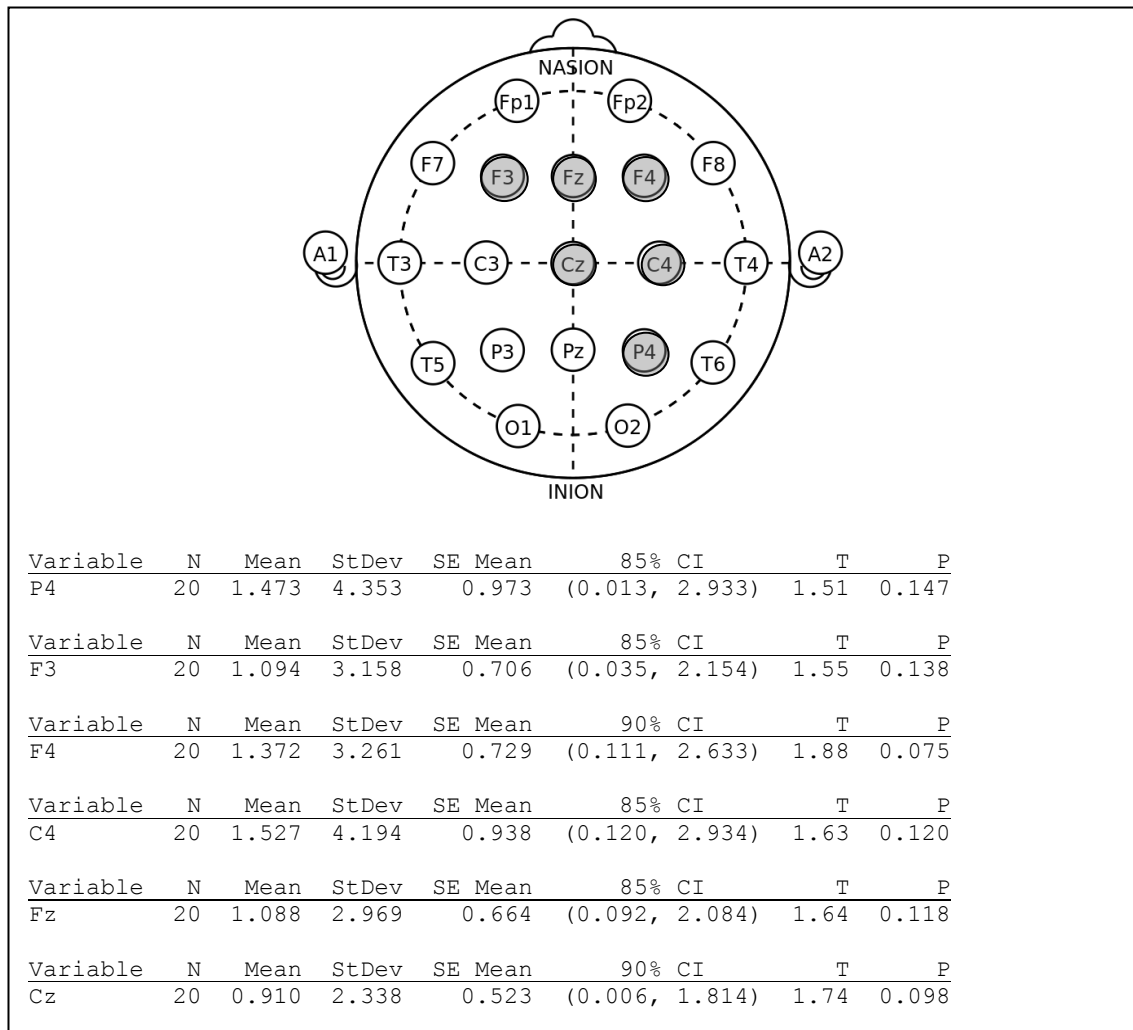 NASION
Fp1 Fp2
F7 F3 Fz F4 F8
A1 T3 C3 Cz C4 T4 A2
T5 P3 Pz P4 T6
O1 O2
INION
Variable N Mean StDev SE Mean 85% CI T P
P4 20 1.473 4.353 0.973 (0.013, 2.933) 1.51 0.147
Variable N Mean StDev SE Mean 85% CI T P
F3 20 1.094 3.158 0.706 (0.035, 2.154) 1.55 0.138
Variable N Mean StDev SE Mean 90% CI T P
F4 20 1.372 3.261 0.729 (0.111, 2.633) 1.88 0.075
Variable N Mean StDev SE Mean 85% CI T P
C4 20 1.527 4.194 0.938 (0.120, 2.934) 1.63 0.120
Variable N Mean StDev SE Mean 85% CI T P
Fz 20 1.088 2.969 0.664 (0.092, 2.084) 1.64 0.118
Variable N Mean StDev SE Mean 90% CI T P
Cz 20 0.910 2.338 0.523 (0.006, 1.814) 1.74 0.098